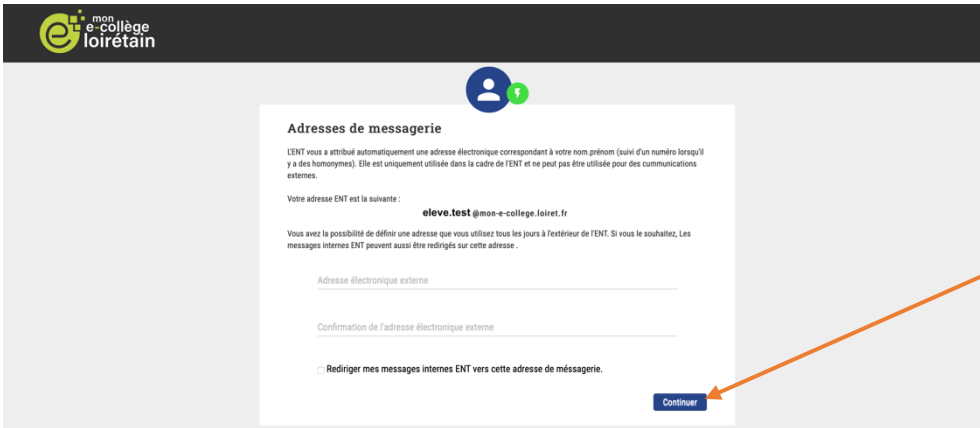 mon
e-collège
loirétain
Adresses de messagerie
L'ENT vous a attribué automatiquement une adresse électronique correspondant à votre nom.prénom (suivi d'un numéro lorsqu'il
y a des homonymes). Elle est uniquement utilisée dans la cadre de l'ENT et ne peut pas être utilisée pour des cummunications
externes.
Votre adresse ENT est la suivante :
eleve.test @mon-e-college.loiret.fr
Vous avez la possibilité de définir une adresse que vous utilisez tous les jours à l'extérieur de l'ENT. Si vous le souhaitez, Les
messages internes ENT peuvent aussi être redirigés sur cette adresse .
Adresse électronique externe
Confirmation de l'adresse électronique externe
Rediriger mes messages internes ENT vers cette adresse de méssagerie.
Continuer